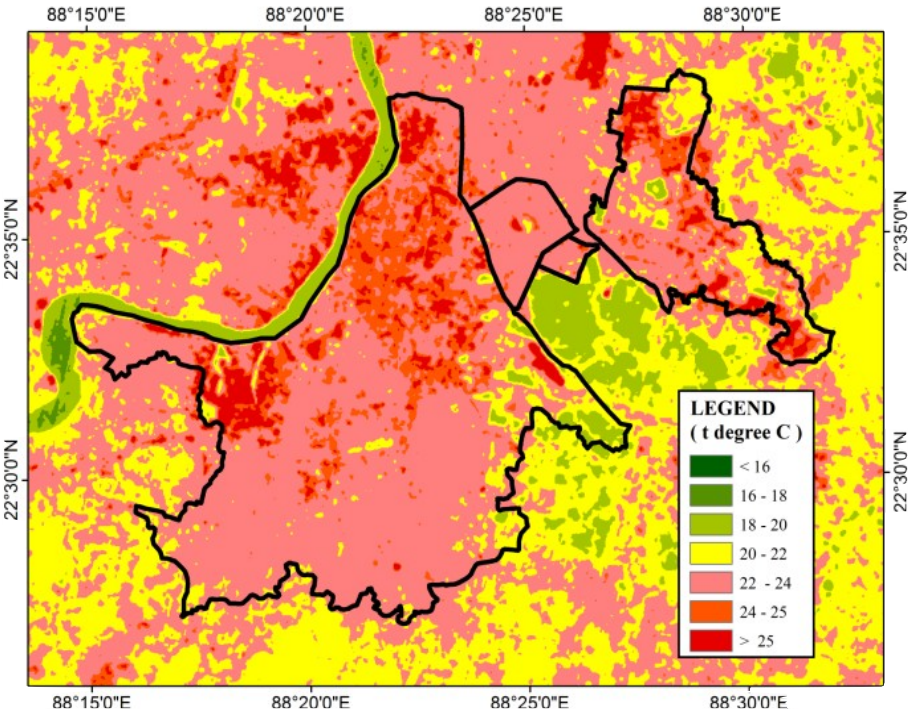 88°15'0"E 88°20'0"E 88°25'0"E 88°30'0"E
22°35'0"N 22°35'0"N
22°30'0"N 22°30'0"N
LEGEND
( t degree C )
< 16
16 - 18
18 - 20
20 - 22
22 - 24
24 - 25
> 25
88°15'0"E 88°20'0"E 88°25'0"E 88°30'0"E